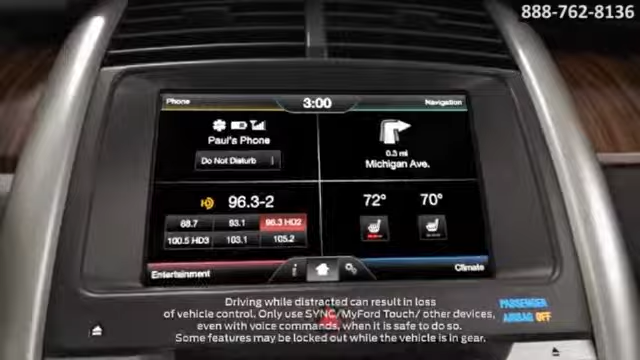 888-762-8136
Phone
3:00
Navigation
Paul's Phone
Do Not Disturb
0.3 mi
Michigan Ave.
96.3-2
88.7 93.1 96.3 HD2
100.5 HD3 103.1 105.2
72° 70°
Entertainment
i
Climate
Driving while distracted can result in loss
of vehicle control. Only use SYNC/MyFord Touch/ other devices,
even with voice commands, when it is safe to do so.
Some features may be locked out while the vehicle is in gear.
PASSENGER
AIRBAG OFF